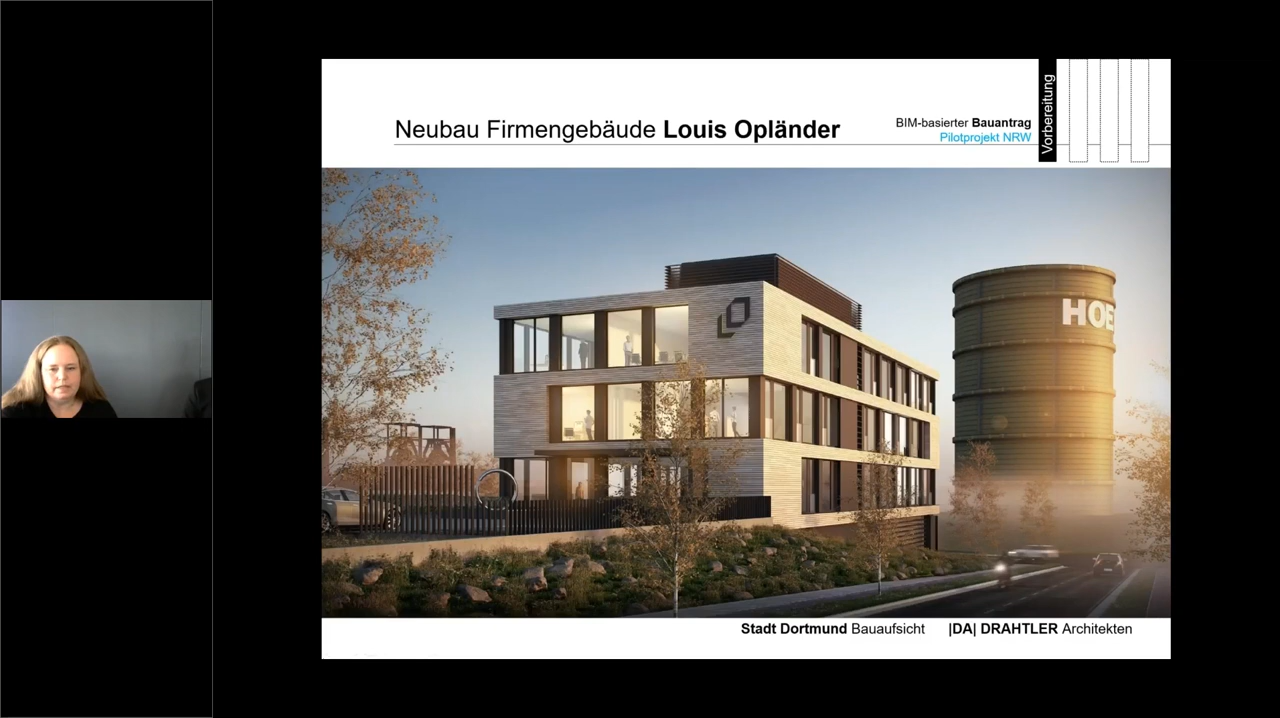 Neubau Firmengebäude Louis Opländer
BIM-basierter Bauantrag
Pilotprojekt NRW
Vorbereitung
HOE
Stadt Dortmund Bauaufsicht |DA| DRAHTLER Architekten